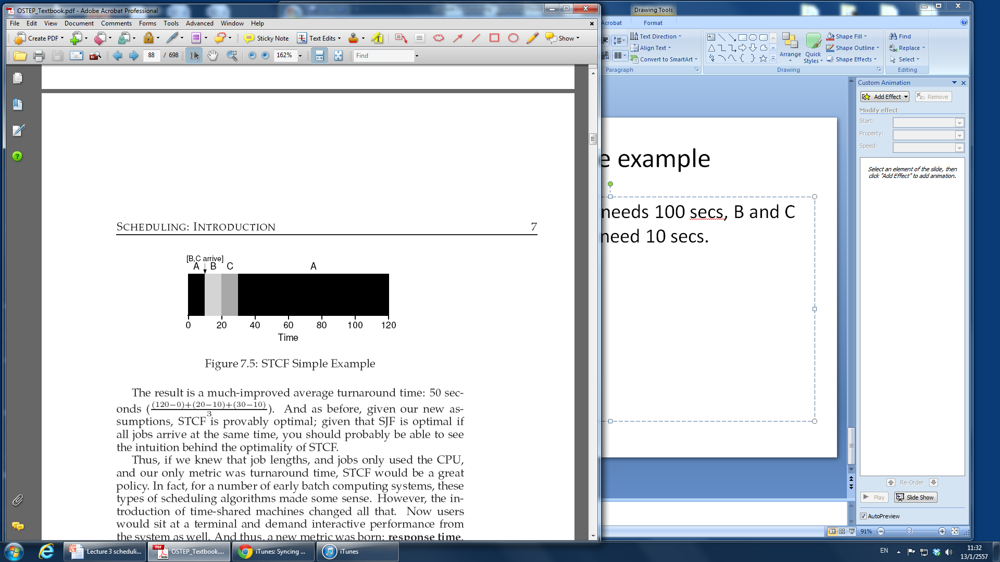 OSTEP_Textbook.pdf - Adobe Acrobat Professional
File Edit View Document Comments Forms Tools Advanced Window Help
Create PDF Sticky Note Text Edits Show
88 / 698 162% Find
SCHEDULING: INTRODUCTION 7
[B,C arrive]
A B C A
0 20 40 60 80 100 120
Time
Figure 7.5: STCF Simple Example
The result is a much-improved average turnaround time: 50 sec-
onds ((120−0)+(20−10)+(30−10)/3). And as before, given our new as-
sumptions, STCF is provably optimal; given that SJF is optimal if
all jobs arrive at the same time, you should probably be able to see
the intuition behind the optimality of STCF.
Thus, if we knew that job lengths, and jobs only used the CPU,
and our only metric was turnaround time, STCF would be a great
policy. In fact, for a number of early batch computing systems, these
types of scheduling algorithms made some sense. However, the in-
troduction of time-shared machines changed all that. Now users
would sit at a terminal and demand interactive performance from
the system as well. And thus, a new metric was born: response time.
Drawing Tools
Acrobat Format
Text Direction
Align Text
Convert to SmartArt
Paragraph
Arrange
Quick
Styles
Shape Fill
Shape Outline
Shape Effects
Drawing
Find
Replace
Select
Editing
e example
needs 100 secs, B and C
need 10 secs.
Custom Animation
Add Effect Remove
Modify effect
Start:
Property:
Speed:
Select an element of the slide, then
click "Add Effect" to add animation.
Re-Order
Play Slide Show
AutoPreview
91%
Lecture 3 scheduli...
OSTEP_Textbook....
iTunes: Syncing ...
iTunes
EN
11:32
13/1/2557